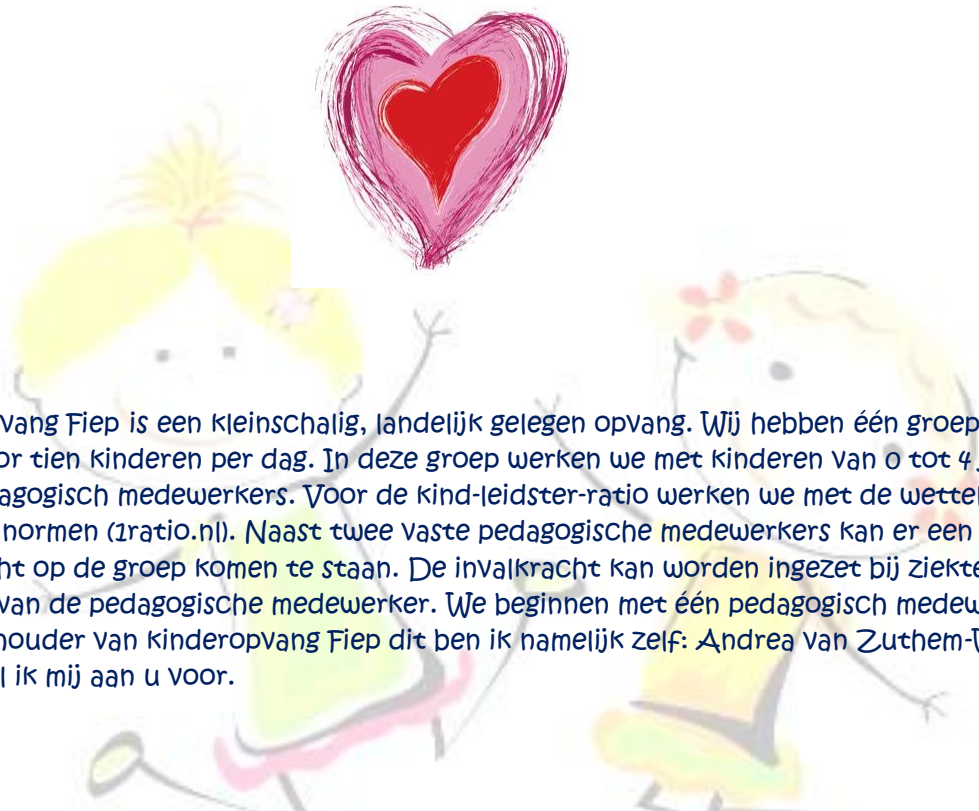 vang Fiep is een kleinschalig, landelijk gelegen opvang. Wij hebben één groep
or tien kinderen per dag. In deze groep werken we met kinderen van 0 tot 4
agogisch medewerkers. Voor de kind-leidster-ratio werken we met de wettel
normen (1ratio.nl). Naast twee vaste pedagogische medewerkers kan er een
ht op de groep komen te staan. De invalkracht kan worden ingezet bij ziekte
van de pedagogische medewerker. We beginnen met één pedagogisch medew
houder van kinderopvang Fiep dit ben ik namelijk zelf: Andrea van Zuthem-
l ik mij aan u voor.